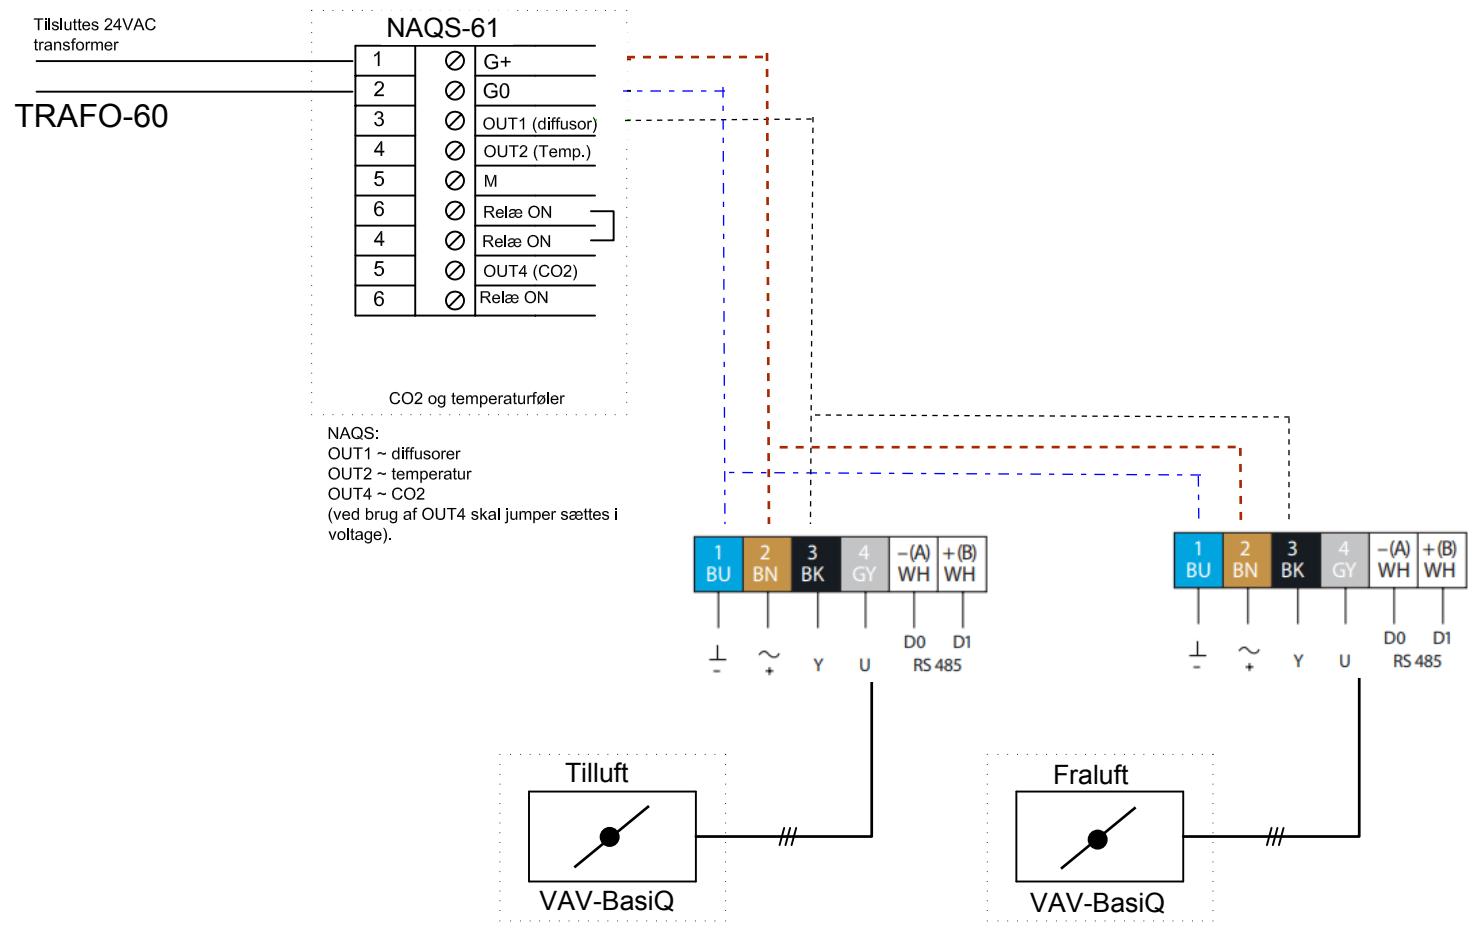 Tilsluttes 24VAC
transformer
TRAFO-60
NAQS-61
1 G+
2 G0
3 OUT1 (diffusor)
4 OUT2 (Temp.)
5 M
6 Relæ ON
4 Relæ ON
5 OUT4 (CO2)
6 Relæ ON
CO2 og temperaturføler
NAQS:
OUT1 ~ diffusorer
OUT2 ~ temperatur
OUT4 ~ CO2
(ved brug af OUT4 skal jumper sættes i
voltage).
1 2 3 4 –(A) +(B)
BU BN BK GY WH WH
D0 D1
⊥ ~ Y U RS 485
- +
1 2 3 4 –(A) +(B)
BU BN BK GY WH WH
D0 D1
⊥ ~ Y U RS 485
- +
Tilluft
VAV-BasiQ
Fraluft
VAV-BasiQ